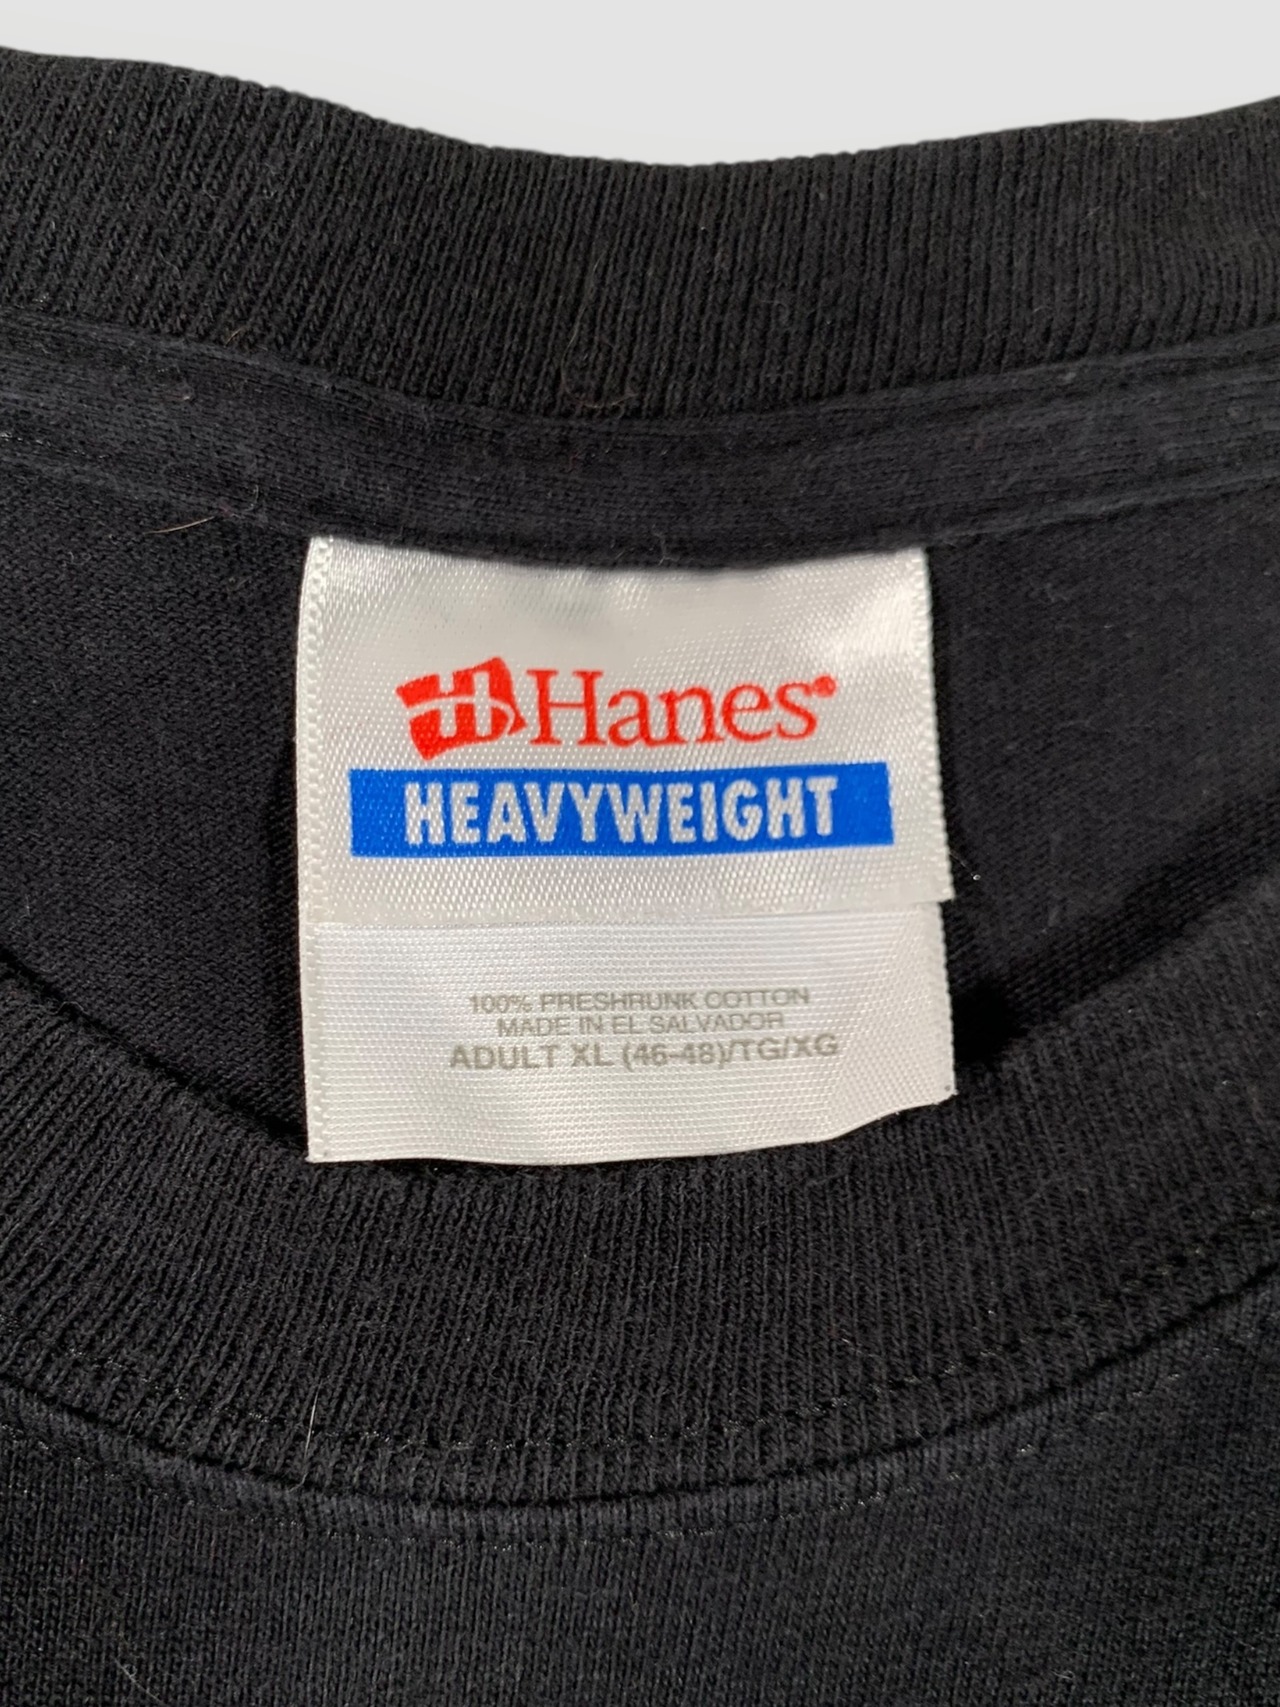 Hanes®
HEAVYWEIGHT
100% PRESHRUNK COTTON
MADE IN EL SALVADOR
ADULT XL (46-48)/TG/XG